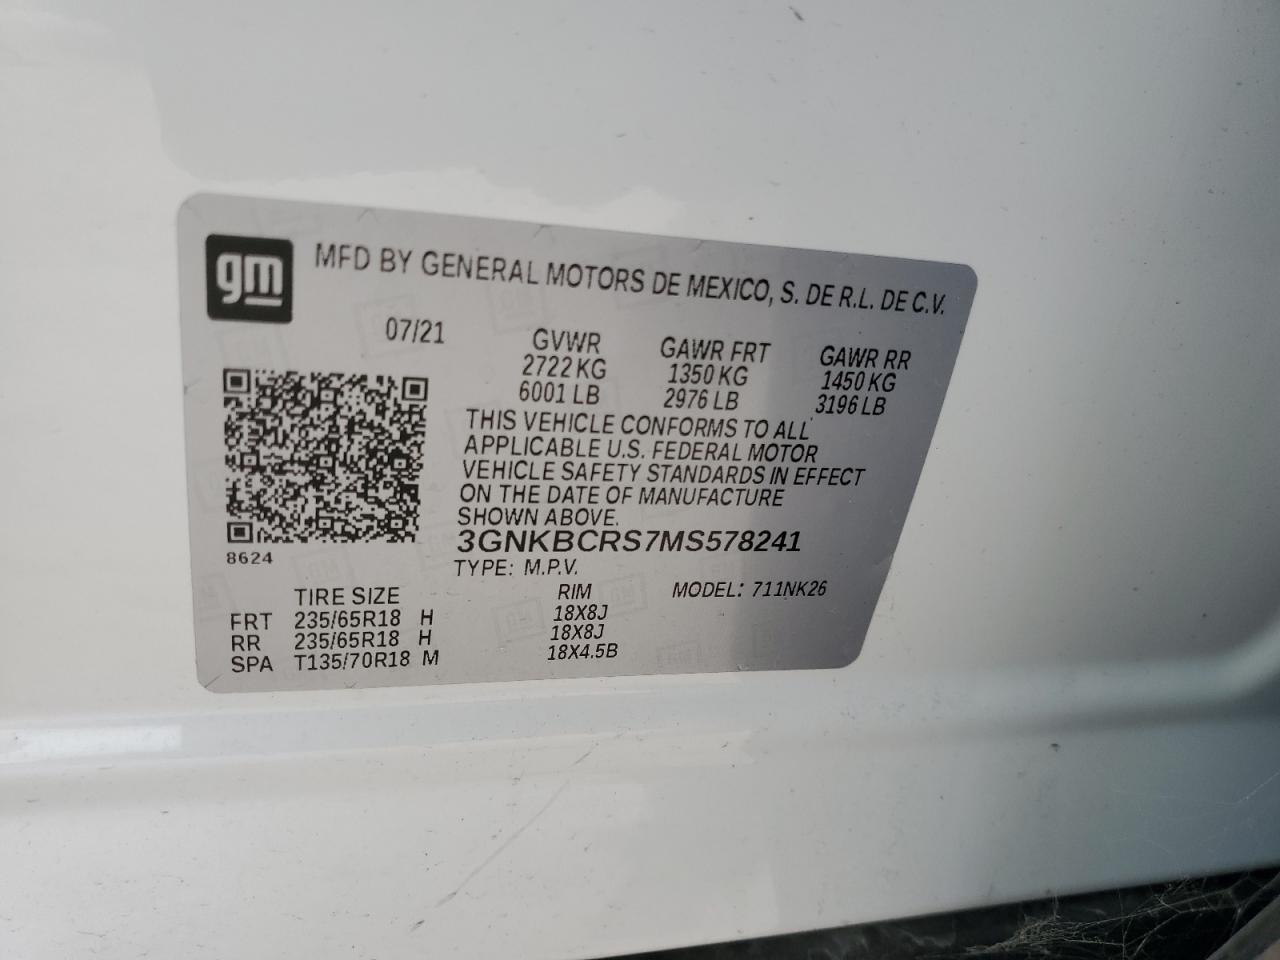 gm MFD BY GENERAL MOTORS DE MEXICO, S. DE R.L. DE C.V.
07/21 GVWR GAWR FRT GAWR RR
2722 KG 1350 KG 1450 KG
6001 LB 2976 LB 3196 LB
THIS VEHICLE CONFORMS TO ALL
APPLICABLE U.S. FEDERAL MOTOR
VEHICLE SAFETY STANDARDS IN EFFECT
ON THE DATE OF MANUFACTURE
SHOWN ABOVE.
8624 3GNKBCRS7MS578241
TYPE: M.P.V. MODEL: 711NK26
TIRE SIZE RIM
FRT 235/65R18 H 18X8J
RR 235/65R18 H 18X8J
SPA T135/70R18 M 18X4.5B